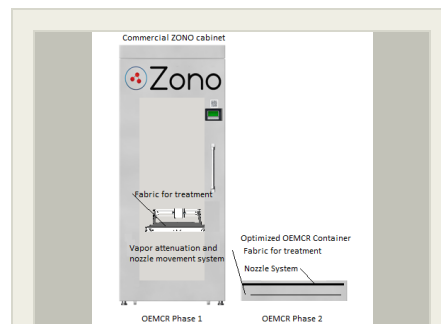 Commercial ZONO cabinet
Zono
Fabric for treatment
Vapor attenuation and
nozzle movement system
Optimized OEMCR Container
Fabric for treatment
Nozzle System
OEMCR Phase 1
OEMCR Phase 2